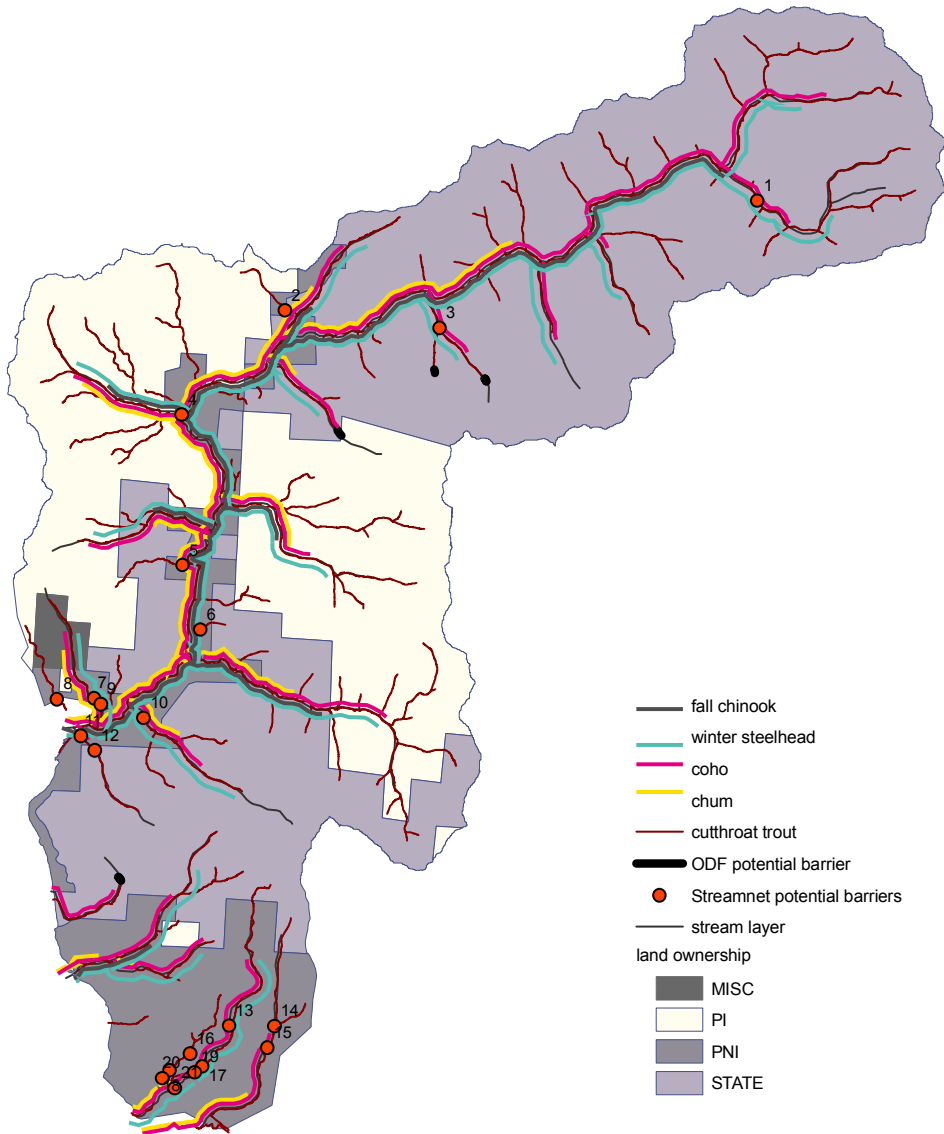 1
2
3
4
5
6
7
8
9
10
11
12
13
14
15
16
19
20
17
fall chinook
winter steelhead
coho
chum
cutthroat trout
ODF potential barrier
Streamnet potential barriers
stream layer
land ownership
MISC
PI
PNI
STATE